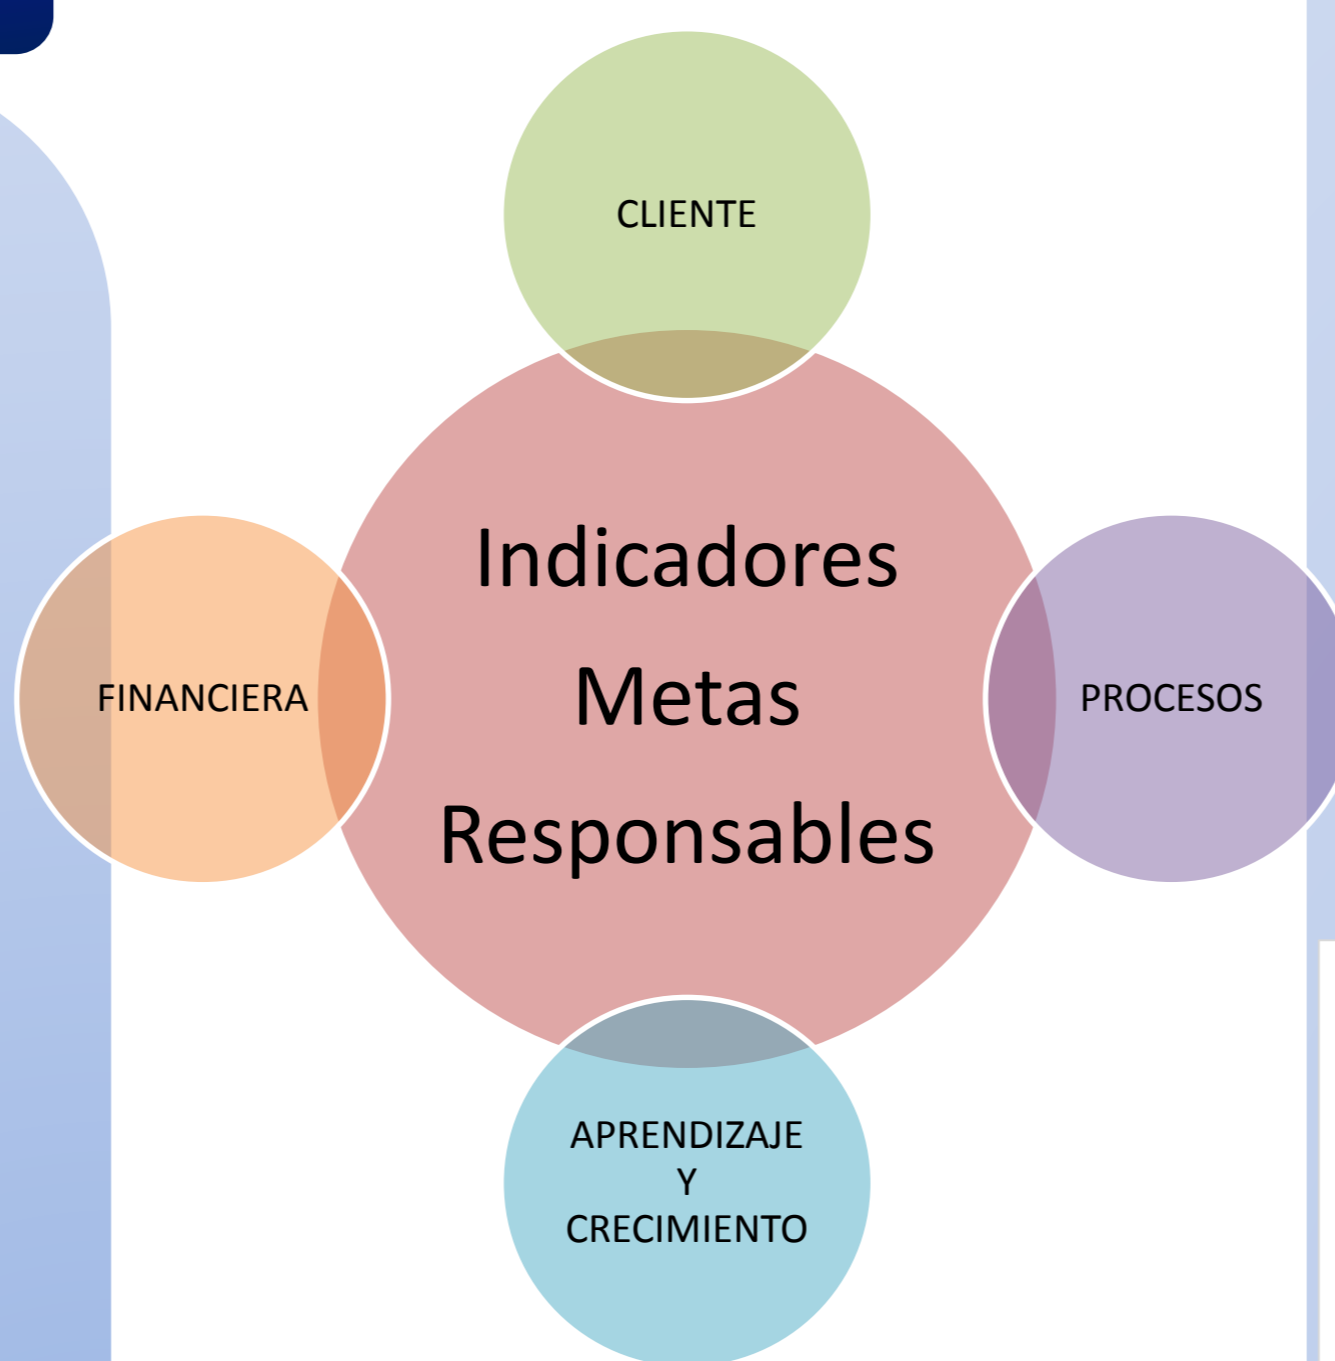 CLIENTE
Indicadores
Metas
Responsables
FINANCIERA
PROCESOS
APRENDIZAJE
Y
CRECIMIENTO